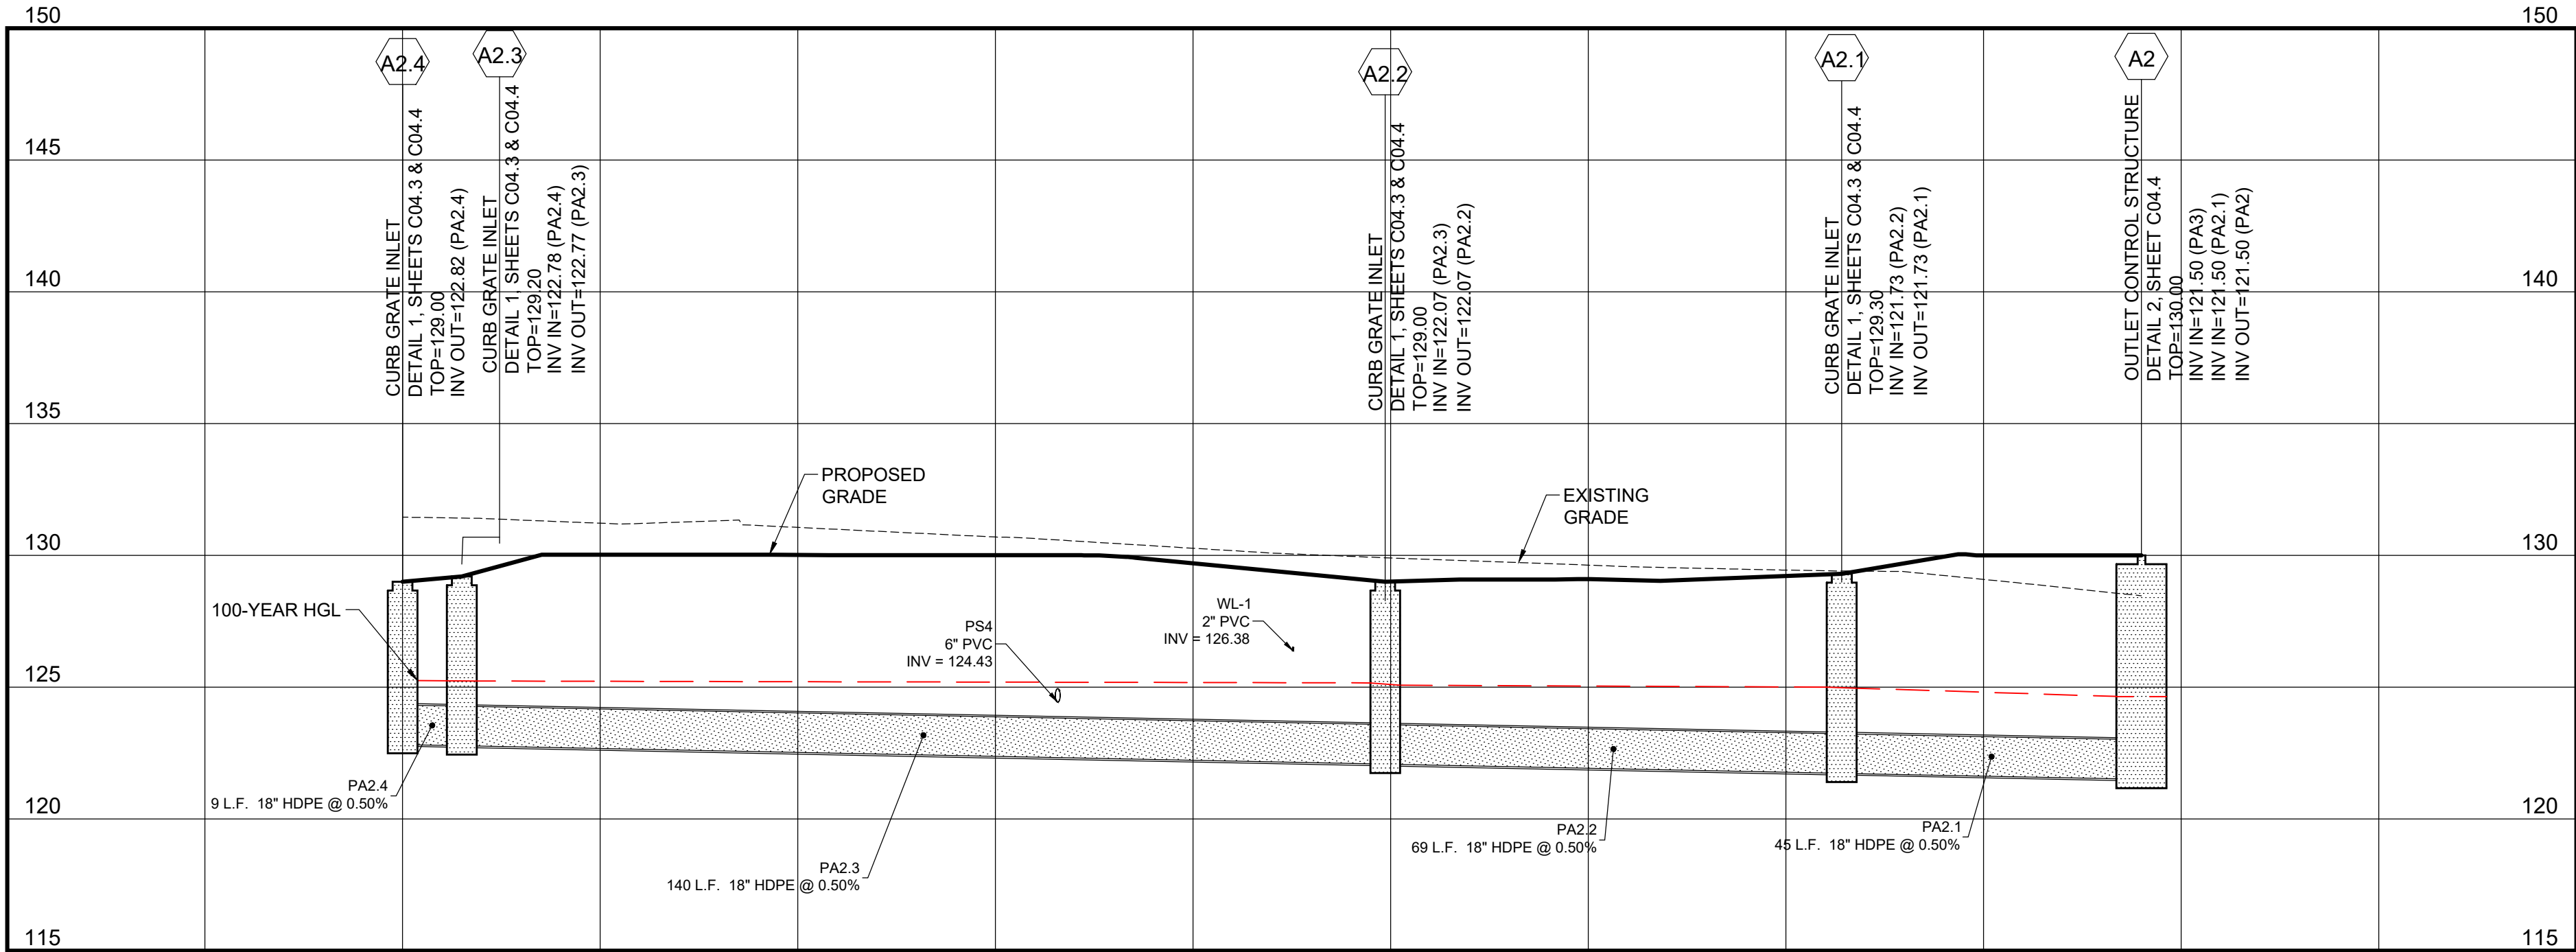 150
150
A2.4
CURB GRATE INLET
DETAIL 1, SHEETS C04.3 & C04.4
TOP=129.00
INV OUT=122.82 (PA2.4)
A2.3
CURB GRATE INLET
DETAIL 1, SHEETS C04.3 & C04.4
TOP=129.20
INV IN=122.78 (PA2.4)
INV OUT=122.77 (PA2.3)
A2.2
CURB GRATE INLET
DETAIL 1, SHEETS C04.3 & C04.4
TOP=129.00
INV IN=122.07 (PA2.3)
INV OUT=122.07 (PA2.2)
A2.1
CURB GRATE INLET
DETAIL 1, SHEETS C04.3 & C04.4
TOP=129.30
INV IN=121.73 (PA2.2)
INV OUT=121.73 (PA2.1)
A2
OUTLET CONTROL STRUCTURE
DETAIL 2, SHEET C04.4
TOP=130.00
INV IN=121.50 (PA3)
INV IN=121.50 (PA2.1)
INV OUT=121.50 (PA2)
145
145
140
140
135
135
PROPOSED
GRADE
EXISTING
GRADE
130
130
100-YEAR HGL
PS4
6" PVC
INV = 124.43
WL-1
2" PVC
INV = 126.38
125
125
PA2.4
9 L.F. 18" HDPE @ 0.50%
120
120
PA2.3
140 L.F. 18" HDPE @ 0.50%
PA2.2
69 L.F. 18" HDPE @ 0.50%
PA2.1
45 L.F. 18" HDPE @ 0.50%
115
115